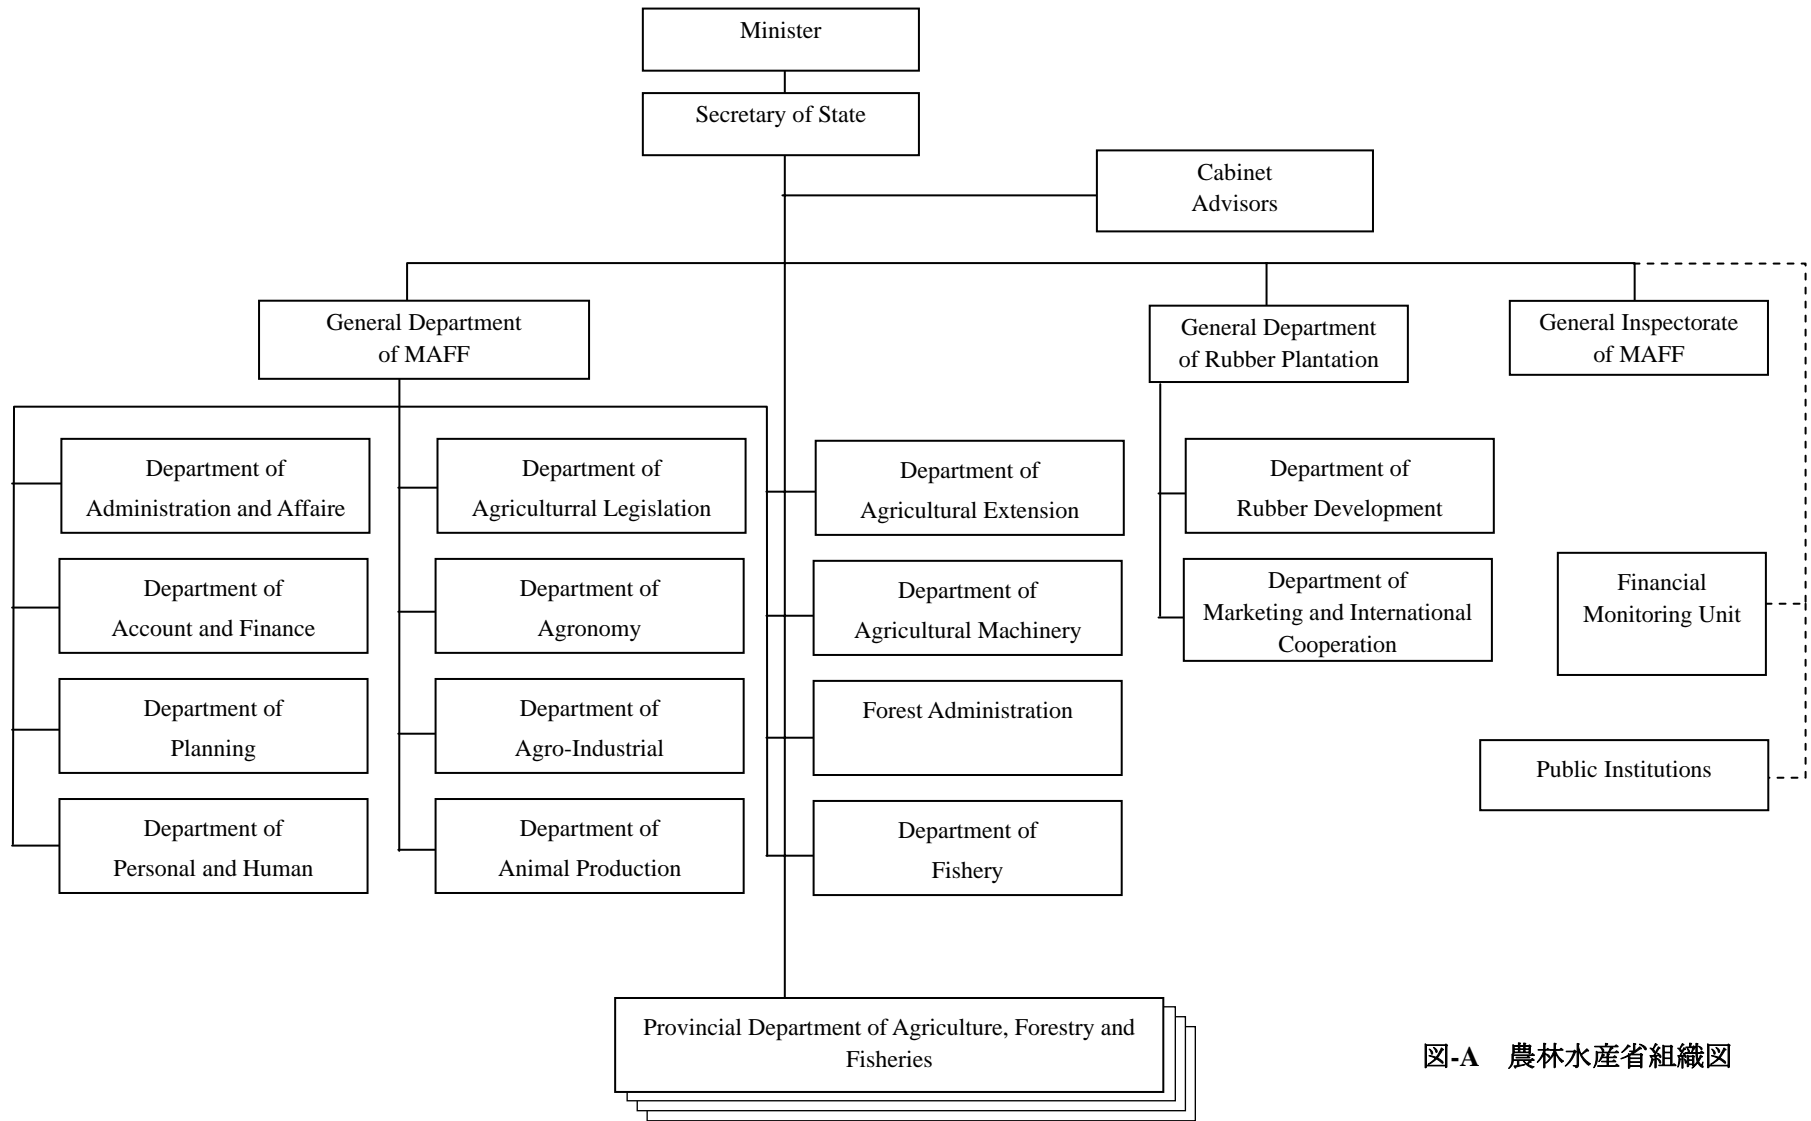 Minister
Secretary of State
Cabinet
Advisors
General Department
of MAFF
General Department
of Rubber Plantation
General Inspectorate
of MAFF
Department of
Administration and Affaire
Department of
Agriculturral Legislation
Department of
Agricultural Extension
Department of
Rubber Development
Department of
Account and Finance
Department of
Agronomy
Department of
Agricultural Machinery
Department of
Marketing and International
Cooperation
Financial
Monitoring Unit
Department of
Planning
Department of
Agro-Industrial
Forest Administration
Public Institutions
Department of
Personal and Human
Department of
Animal Production
Department of
Fishery
Provincial Department of Agriculture, Forestry and
Fisheries
図-A 農林水産省組織図